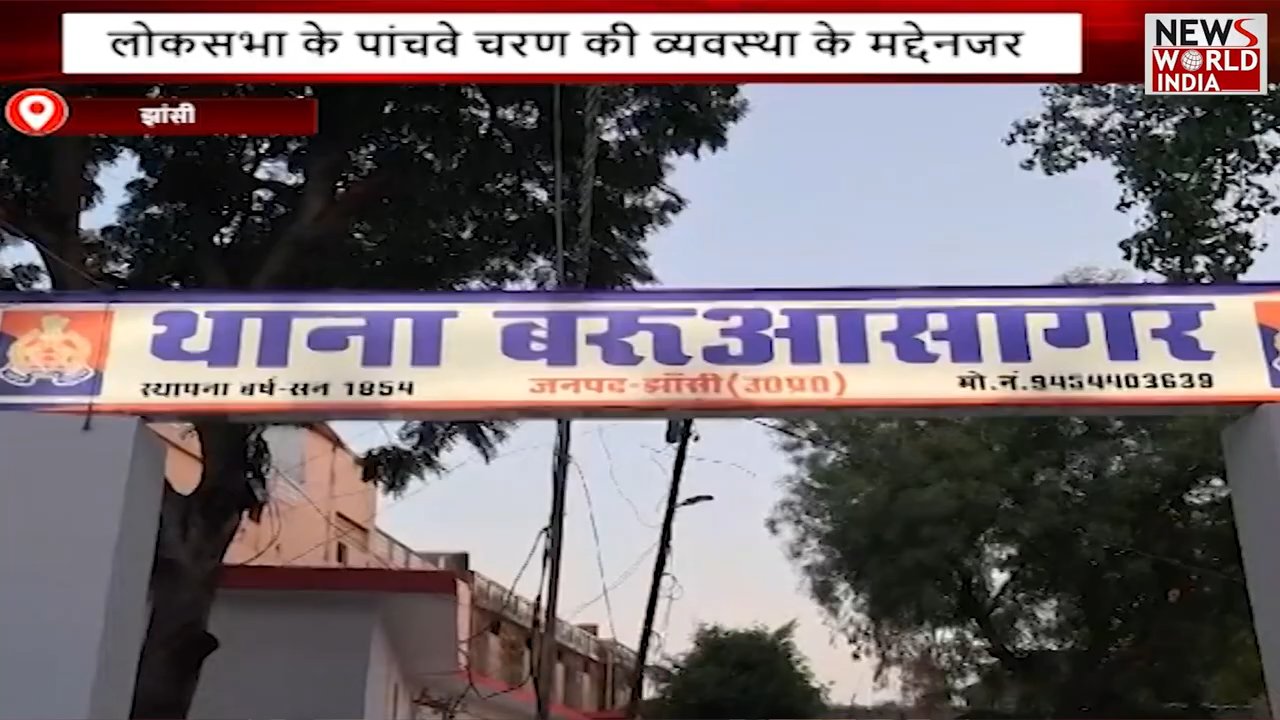 लोकसभा के पांचवे चरण की व्यवस्था के मद्देनजर
NEWS
WORLD
INDIA
झांसी
थाना बरूआसागर
स्थापना वर्ष-सन 1854
जनपद-झाँसी (उ0प्र0)
मो.नं.9454403639